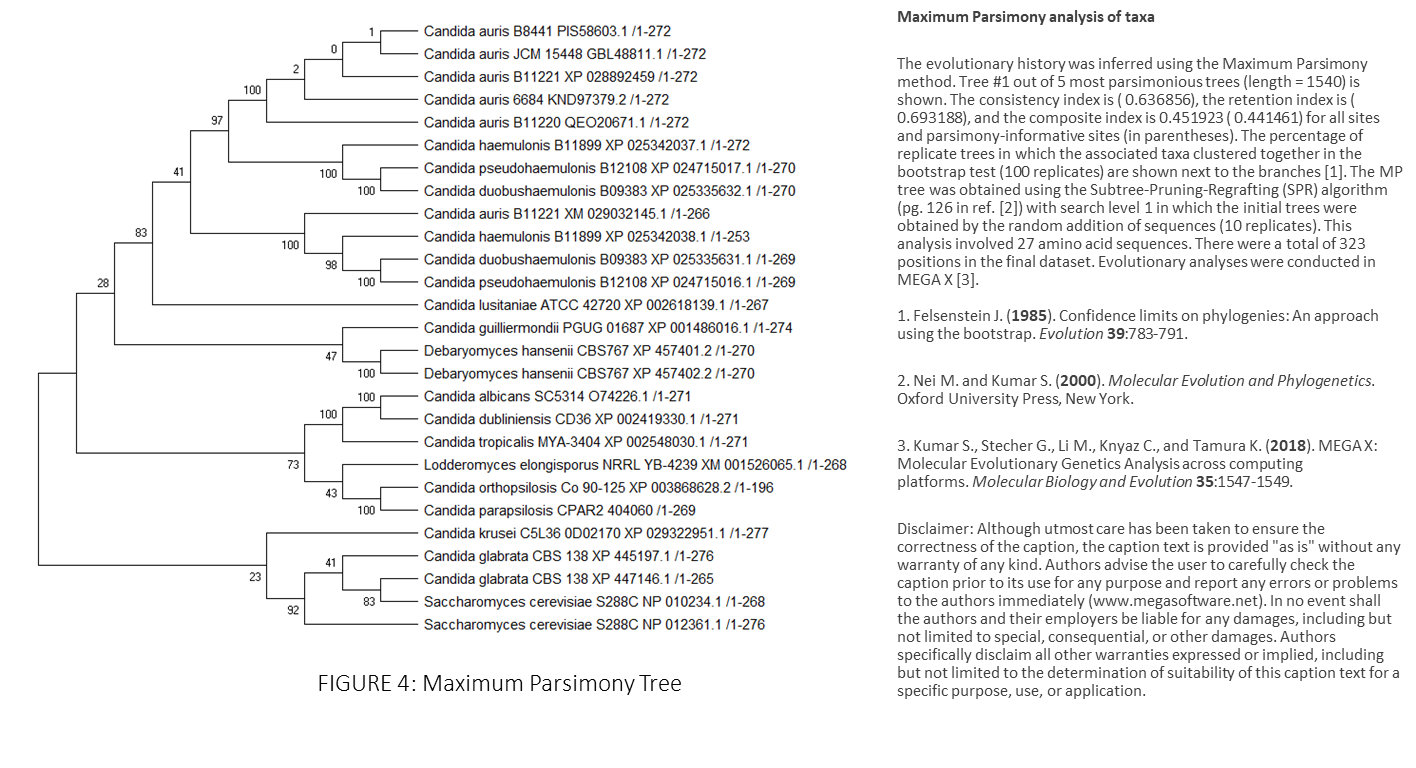 Candida auris B8441 PIS58603.1 /1-272
Candida auris JCM 15448 GBL48811.1 /1-272
Candida auris B11221 XP 028892459 /1-272
Candida auris 6684 KND97379.2 /1-272
Candida auris B11220 QEO20671.1 /1-272
Candida haemulonis B11899 XP 025342037.1 /1-272
Candida pseudohaemulonis B12108 XP 024715017.1 /1-270
Candida duobushaemulonis B09383 XP 025335632.1 /1-270
Candida auris B11221 XM 029032145.1 /1-266
Candida haemulonis B11899 XP 025342038.1 /1-253
Candida duobushaemulonis B09383 XP 025335631.1 /1-269
Candida pseudohaemulonis B12108 XP 024715016.1 /1-269
Candida lusitaniae ATCC 42720 XP 002618139.1 /1-267
Candida guilliermondii PGUG 01687 XP 001486016.1 /1-274
Debaryomyces hansenii CBS767 XP 457401.2 /1-270
Debaryomyces hansenii CBS767 XP 457402.2 /1-270
Candida albicans SC5314 O74226.1 /1-271
Candida dubliniensis CD36 XP 002419330.1 /1-271
Candida tropicalis MYA-3404 XP 002548030.1 /1-271
Lodderomyces elongisporus NRRL YB-4239 XM 001526065.1 /1-268
Candida orthopsilosis Co 90-125 XP 003868628.2 /1-196
Candida parapsilosis CPAR2 404060 /1-269
Candida krusei C5L36 0D02170 XP 029322951.1 /1-277
Candida glabrata CBS 138 XP 445197.1 /1-276
Candida glabrata CBS 138 XP 447146.1 /1-265
Saccharomyces cerevisiae S288C NP 010234.1 /1-268
Saccharomyces cerevisiae S288C NP 012361.1 /1-276
1
0
2
100
97
100
100
41
100
98
100
83
28
47
100
100
100
73
43
100
23
41
83
92
FIGURE 4: Maximum Parsimony Tree
Maximum Parsimony analysis of taxa
The evolutionary history was inferred using the Maximum Parsimony
method. Tree #1 out of 5 most parsimonious trees (length = 1540) is
shown. The consistency index is ( 0.636856), the retention index is (
0.693188), and the composite index is 0.451923 ( 0.441461) for all sites
and parsimony-informative sites (in parentheses). The percentage of
replicate trees in which the associated taxa clustered together in the
bootstrap test (100 replicates) are shown next to the branches [1]. The MP
tree was obtained using the Subtree-Pruning-Regrafting (SPR) algorithm
(pg. 126 in ref. [2]) with search level 1 in which the initial trees were
obtained by the random addition of sequences (10 replicates). This
analysis involved 27 amino acid sequences. There were a total of 323
positions in the final dataset. Evolutionary analyses were conducted in
MEGA X [3].
1. Felsenstein J. (1985). Confidence limits on phylogenies: An approach
using the bootstrap. Evolution 39:783-791.
2. Nei M. and Kumar S. (2000). Molecular Evolution and Phylogenetics.
Oxford University Press, New York.
3. Kumar S., Stecher G., Li M., Knyaz C., and Tamura K. (2018). MEGA X:
Molecular Evolutionary Genetics Analysis across computing
platforms. Molecular Biology and Evolution 35:1547-1549.
Disclaimer: Although utmost care has been taken to ensure the
correctness of the caption, the caption text is provided "as is" without any
warranty of any kind. Authors advise the user to carefully check the
caption prior to its use for any purpose and report any errors or problems
to the authors immediately (www.megasoftware.net). In no event shall
the authors and their employers be liable for any damages, including but
not limited to special, consequential, or other damages. Authors
specifically disclaim all other warranties expressed or implied, including
but not limited to the determination of suitability of this caption text for a
specific purpose, use, or application.